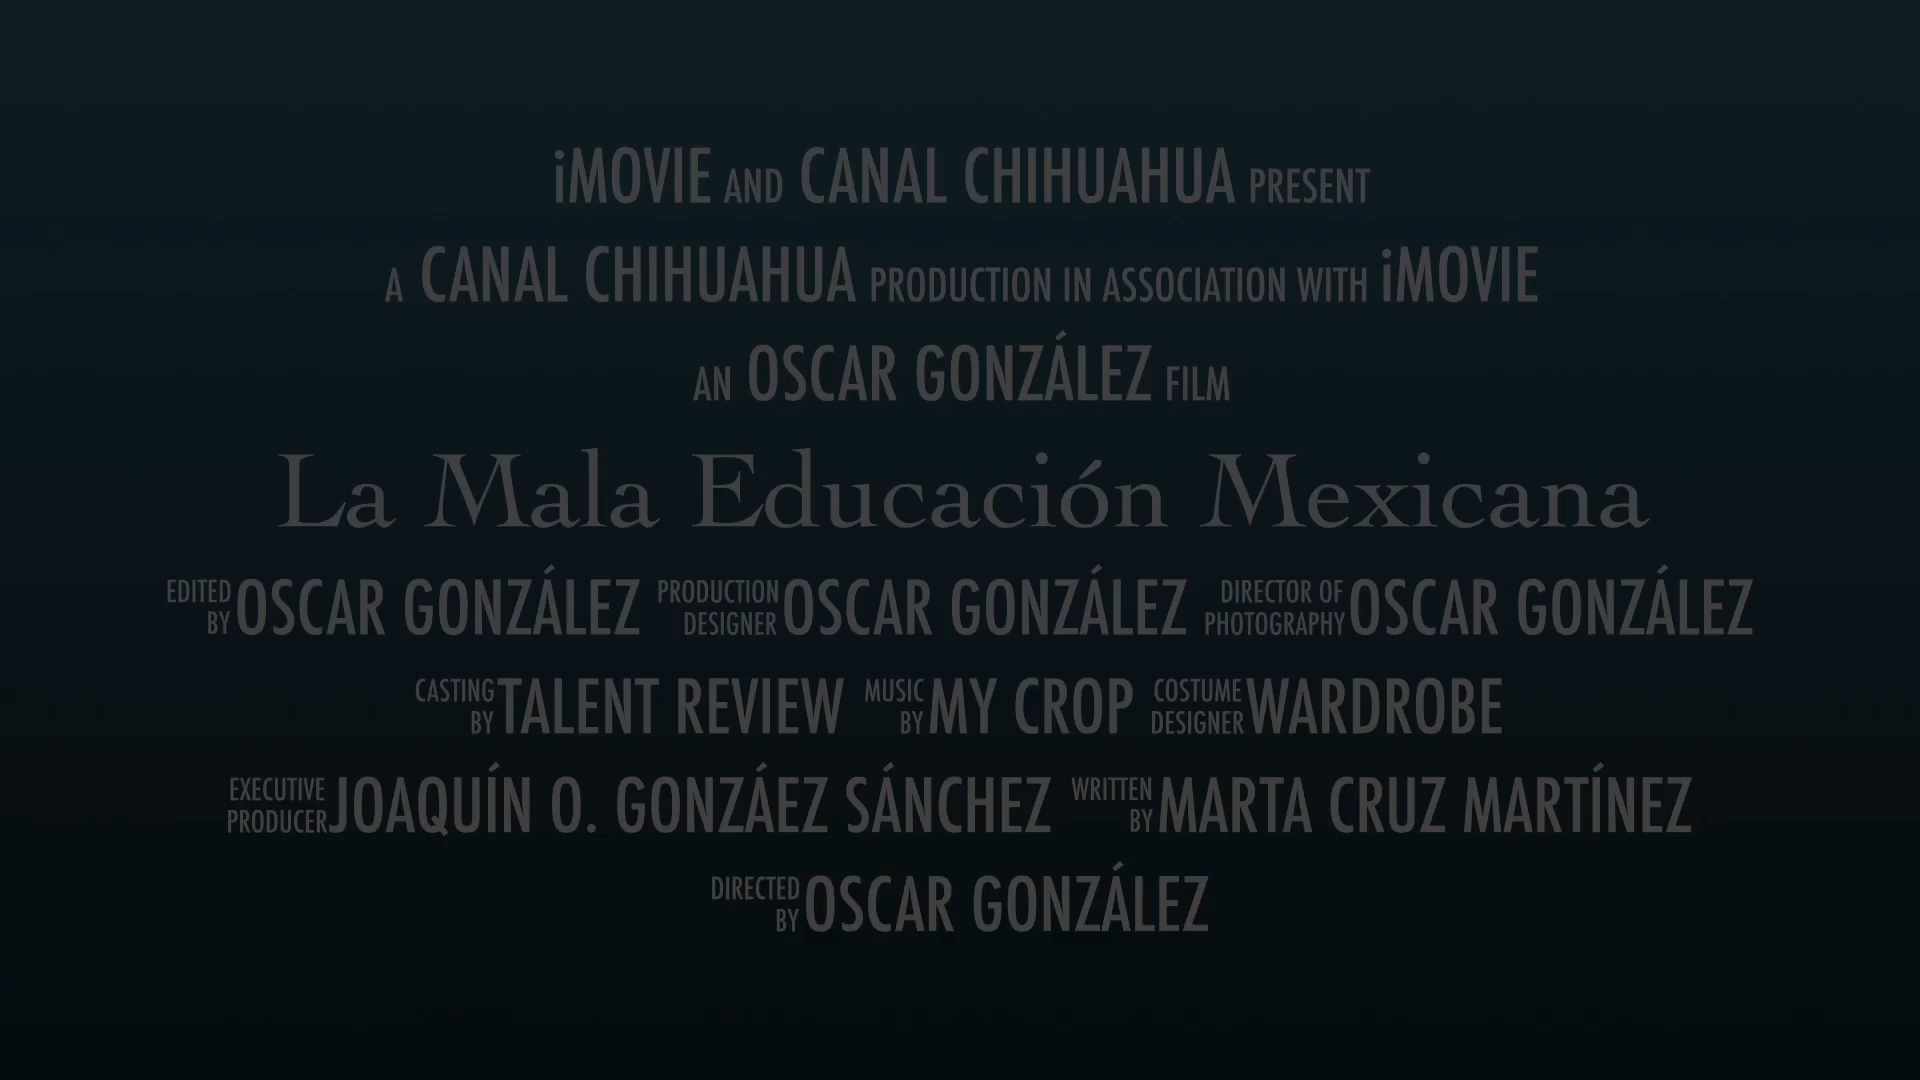 iMOVIE AND CANAL CHIHUAHUA PRESENT
A CANAL CHIHUAHUA PRODUCTION IN ASSOCIATION WITH iMOVIE
AN OSCAR GONZÁLEZ FILM
La Mala Educación Mexicana
EDITED BY OSCAR GONZÁLEZ PRODUCTION DESIGNER OSCAR GONZÁLEZ DIRECTOR OF PHOTOGRAPHY OSCAR GONZÁLEZ
CASTING BY TALENT REVIEW MUSIC BY MY CROP COSTUME DESIGNER WARDROBE
EXECUTIVE PRODUCER JOAQUÍN O. GONZÁEZ SÁNCHEZ WRITTEN BY MARTA CRUZ MARTÍNEZ
DIRECTED BY OSCAR GONZÁLEZ